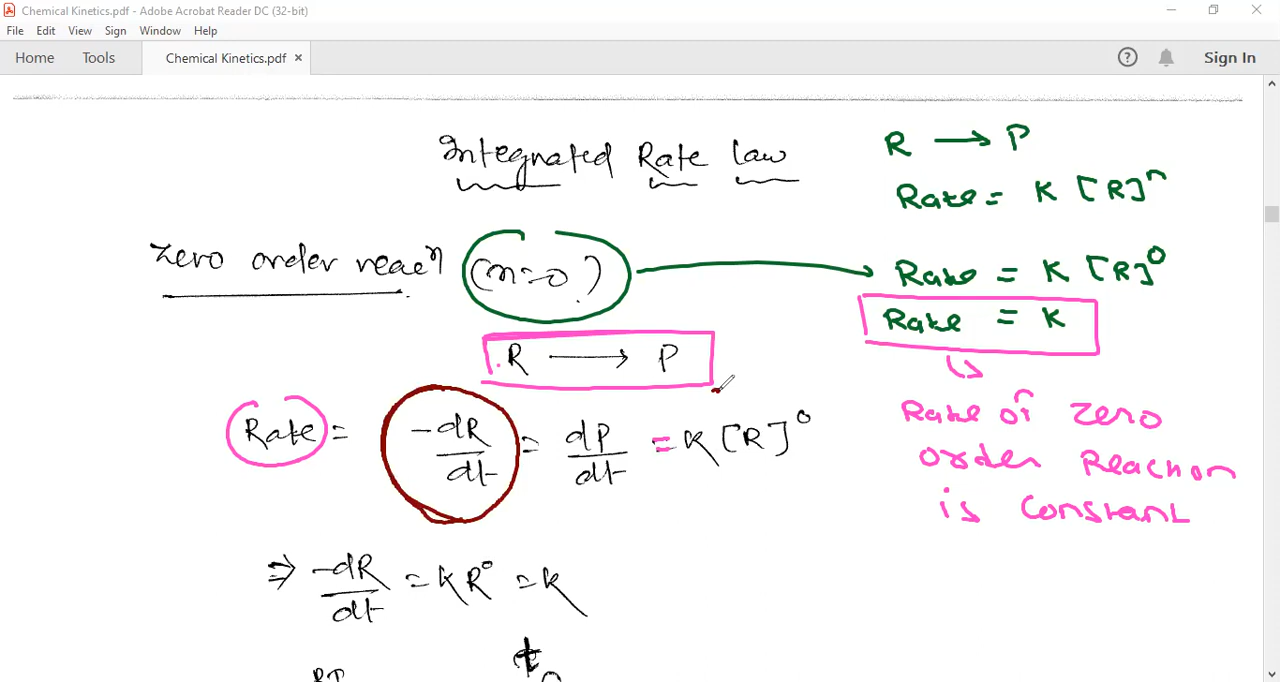 Chemical Kinetics.pdf - Adobe Acrobat Reader DC (32-bit)
File Edit View Sign Window Help
Home Tools Chemical Kinetics.pdf × ? Sign In
Integrated Rate law
R → P
Rate = K [R]ⁿ
Zero order reacⁿ (n=0)
Rate = K [R]⁰
Rate = K
R → P
Rate of zero
order Reaction
is constant
Rate = -dR/dt = dP/dt = K [R]⁰
⇒ -dR/dt = K R⁰ = K
t